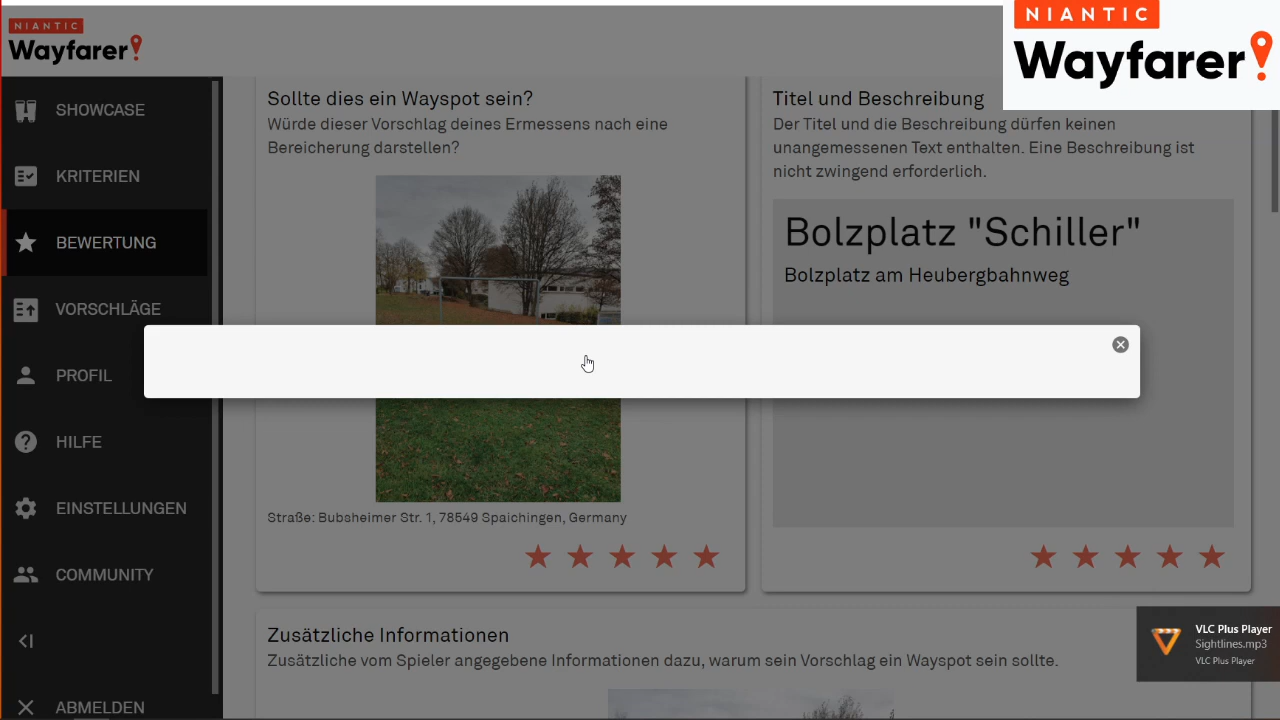 NIANTIC
Wayfarer!
NIANTIC
Wayfarer!
SHOWCASE
KRITERIEN
BEWERTUNG
VORSCHLÄGE
PROFIL
HILFE
EINSTELLUNGEN
COMMUNITY
ABMELDEN
Sollte dies ein Wayspot sein?
Würde dieser Vorschlag deines Ermessens nach eine
Bereicherung darstellen?
Straße: Bubsheimer Str. 1, 78549 Spaichingen, Germany
Titel und Beschreibung
Der Titel und die Beschreibung dürfen keinen
unangemessenen Text enthalten. Eine Beschreibung ist
nicht zwingend erforderlich.
Bolzplatz "Schiller"
Bolzplatz am Heubergbahnweg
Zusätzliche Informationen
Zusätzliche vom Spieler angegebene Informationen dazu, warum sein Vorschlag ein Wayspot sein sollte.
VLC Plus Player
Sightlines.mp3
VLC Plus Player